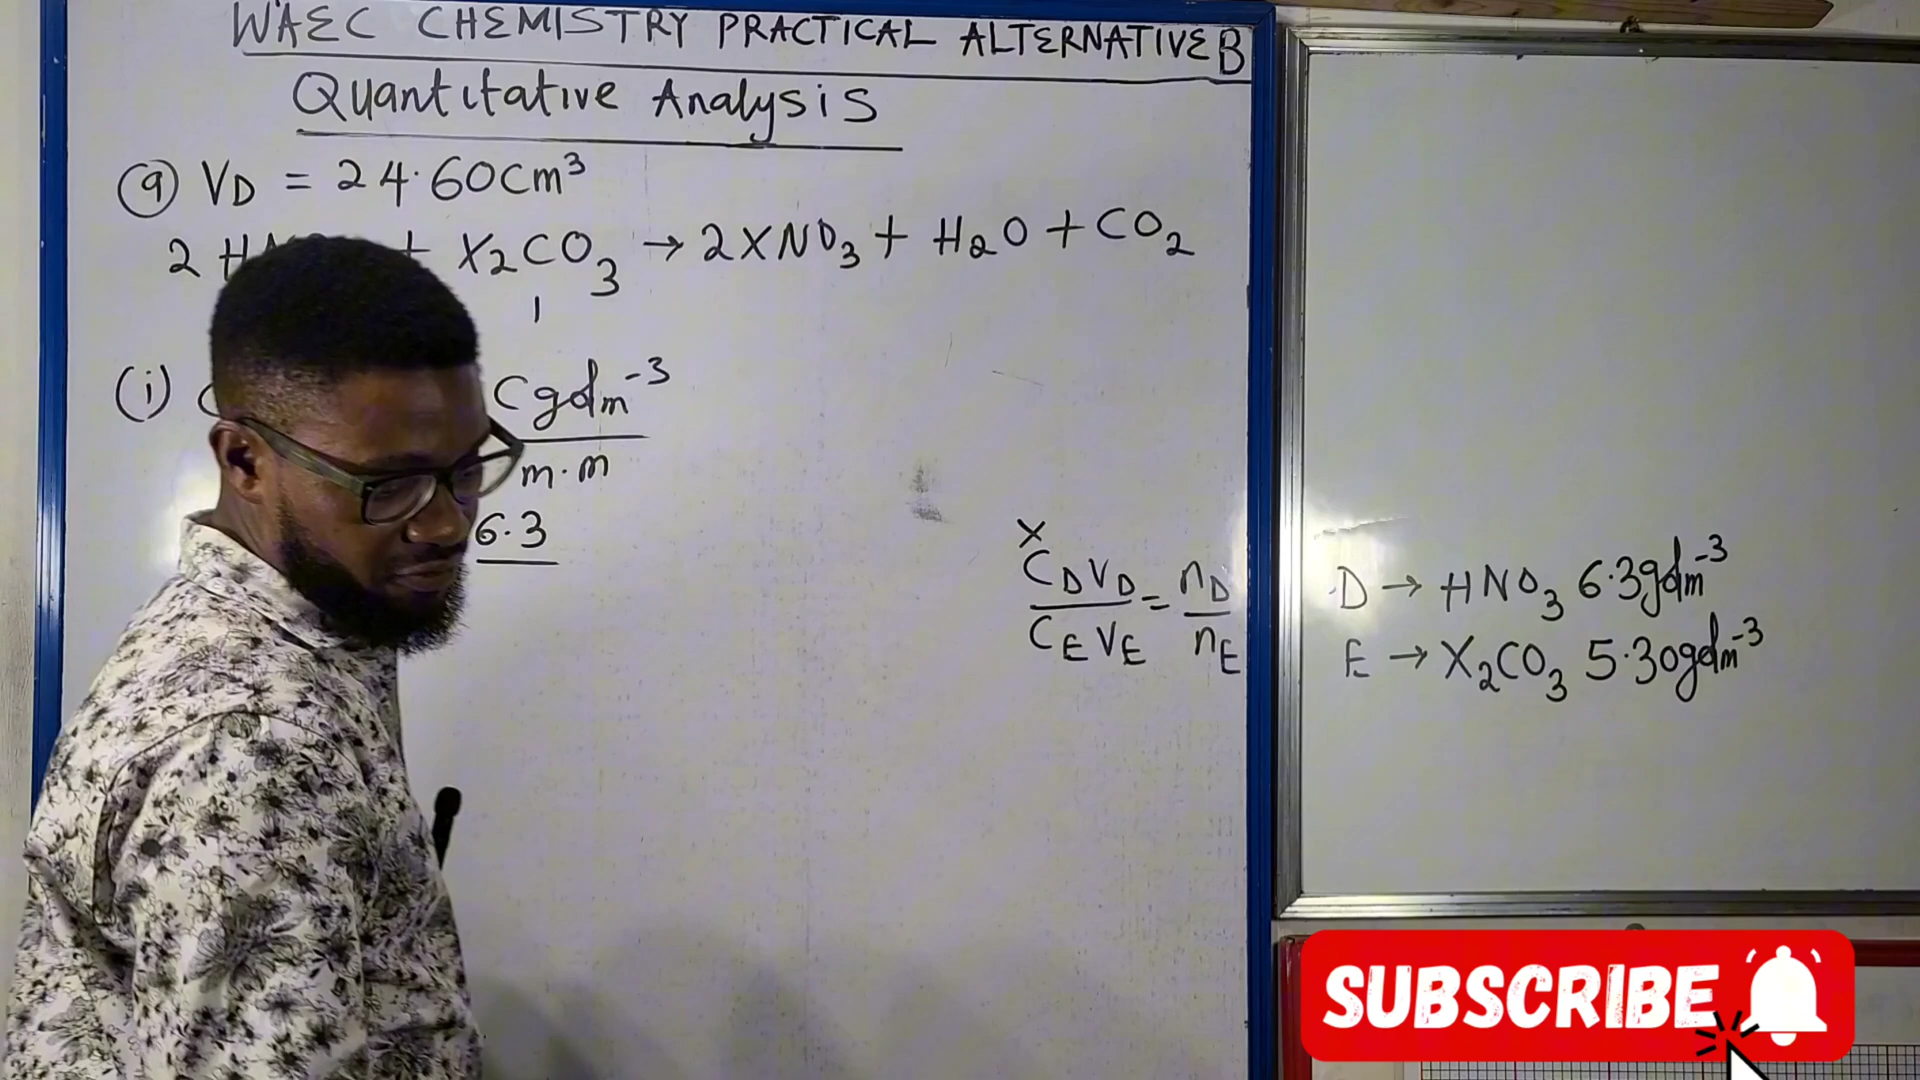 WAEC CHEMISTRY PRACTICAL ALTERNATIVE B
Quantitative Analysis
(a) VD = 24.60cm³
2 H + X₂CO₃ → 2XNO₃ + H₂O + CO₂
1
(i) C gdm⁻³
m.m
6.3
x
CDVD = nD
CEVE nE
D → HNO₃ 6.3gdm⁻³
E → X₂CO₃ 5.30gdm⁻³
SUBSCRIBE